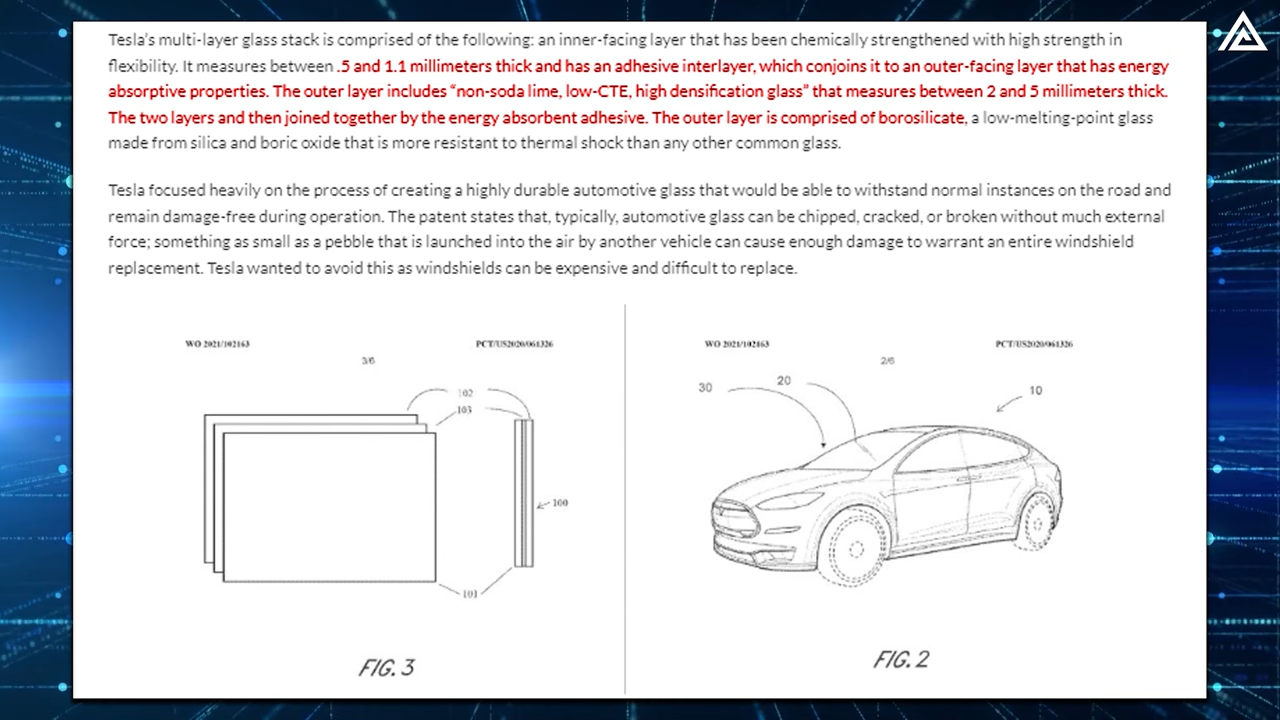 Tesla's multi-layer glass stack is comprised of the following: an inner-facing layer that has been chemically strengthened with high strength in
flexibility. It measures between .5 and 1.1 millimeters thick and has an adhesive interlayer, which conjoins it to an outer-facing layer that has energy
absorptive properties. The outer layer includes “non-soda lime, low-CTE, high densification glass” that measures between 2 and 5 millimeters thick.
The two layers and then joined together by the energy absorbent adhesive. The outer layer is comprised of borosilicate, a low-melting-point glass
made from silica and boric oxide that is more resistant to thermal shock than any other common glass.
Tesla focused heavily on the process of creating a highly durable automotive glass that would be able to withstand normal instances on the road and
remain damage-free during operation. The patent states that, typically, automotive glass can be chipped, cracked, or broken without much external
force; something as small as a pebble that is launched into the air by another vehicle can cause enough damage to warrant an entire windshield
replacement. Tesla wanted to avoid this as windshields can be expensive and difficult to replace.
WO 2021/102163 PCT/US2020/061326
3/6
102
103
100
101
FIG. 3
WO 2021/102163 PCT/US2020/061326
2/6
30 20 10
FIG. 2